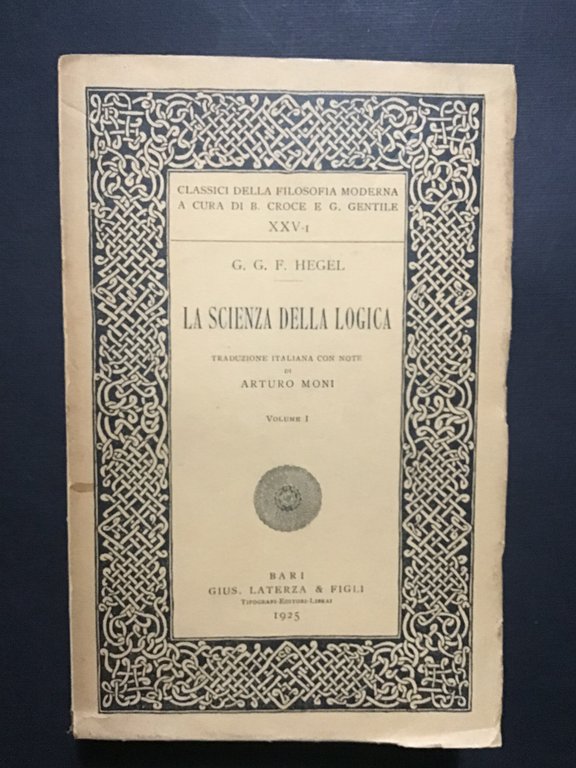 CLASSICI DELLA FILOSOFIA MODERNA
A CURA DI B. CROCE E G. GENTILE
XXV-I
G. G. F. HEGEL
LA SCIENZA DELLA LOGICA
TRADUZIONE ITALIANA CON NOTE
DI
ARTURO MONI
VOLUME I
BARI
GIUS. LATERZA & FIGLI
TIPOGRAFI-EDITORI-LIBRAI
1925